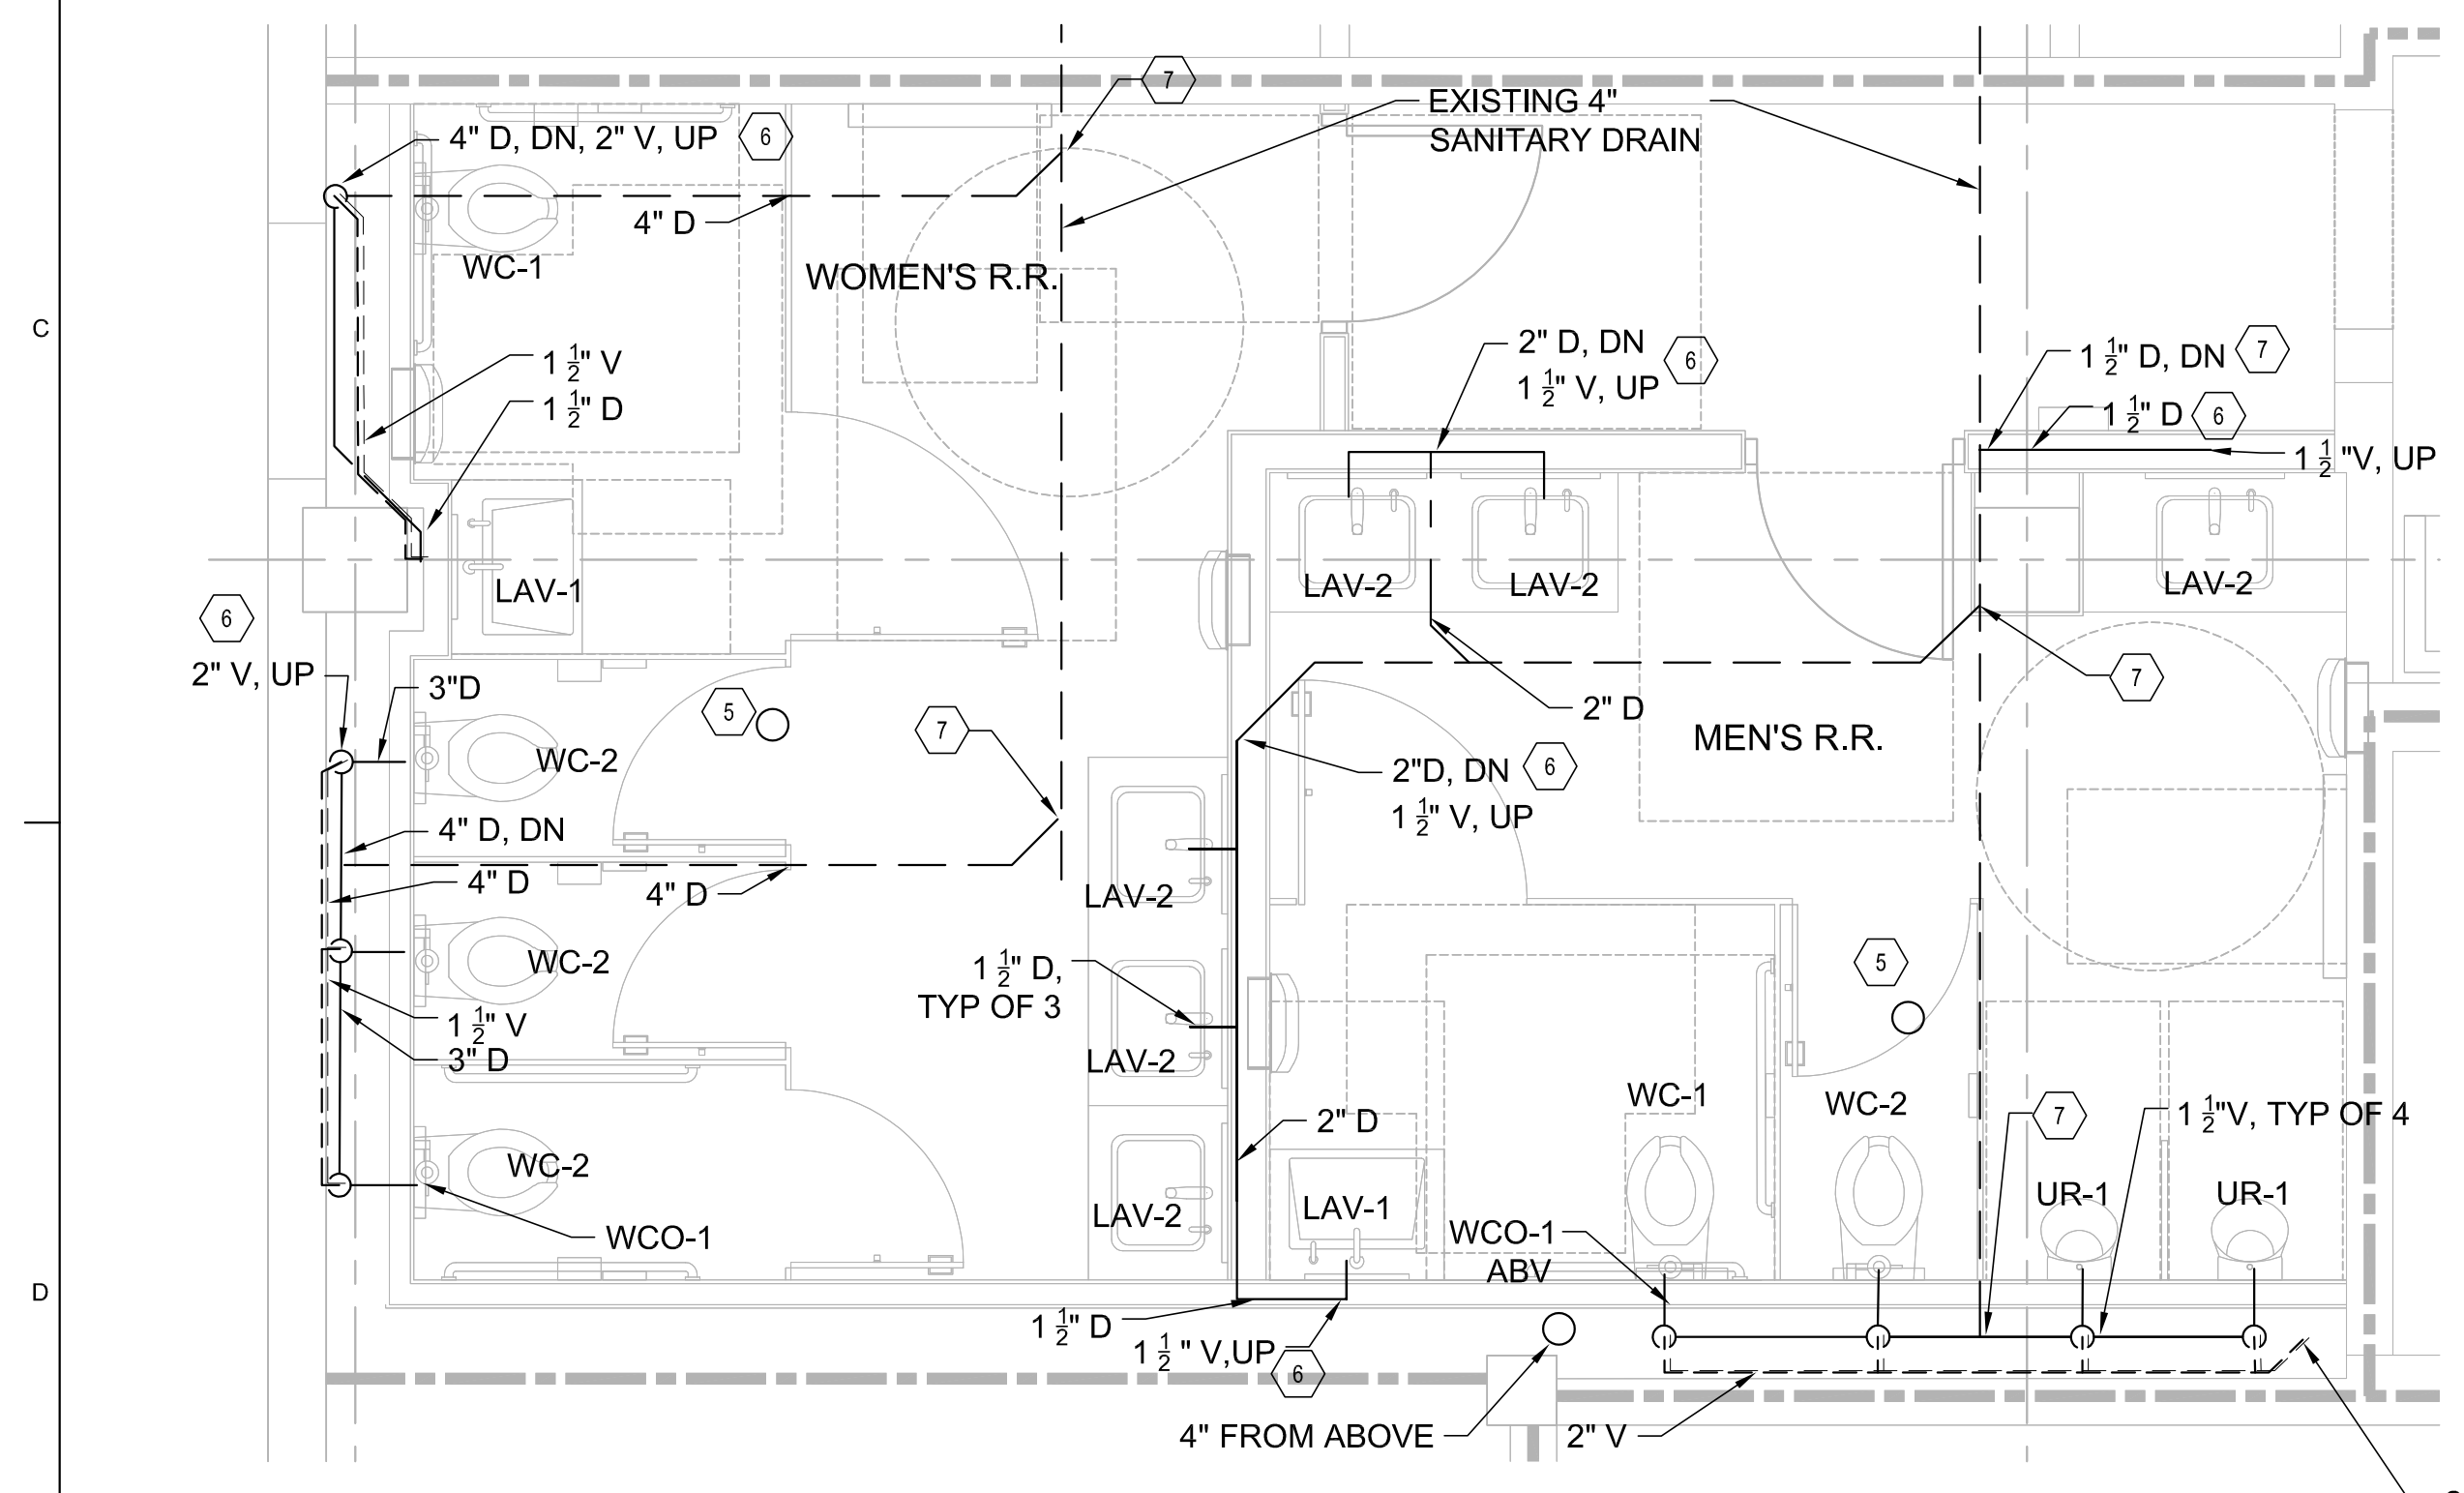 7
EXISTING 4"
SANITARY DRAIN
4" D, DN, 2" V, UP
6
4" D
WC-1
WOMEN'S R.R.
C
1 1/2" V
1 1/2" D
2" D, DN
1 1/2" V, UP
6
1 1/2" D, DN
7
1 1/2" D
6
1 1/2 "V, UP
LAV-1
LAV-2
LAV-2
LAV-2
6
2" V, UP
3"D
5
7
2" D
7
WC-2
MEN'S R.R.
2"D, DN
6
1 1/2" V, UP
4" D, DN
4" D
4" D
LAV-2
WC-2
5
1 1/2" D,
TYP OF 3
1 1/2" V
3" D
LAV-2
WC-1
WC-2
7
1 1/2"V, TYP OF 4
2" D
WC-2
LAV-2
LAV-1
UR-1
UR-1
WCO-1
WCO-1
ABV
D
1 1/2" D
1 1/2 " V,UP
6
4" FROM ABOVE
2" V